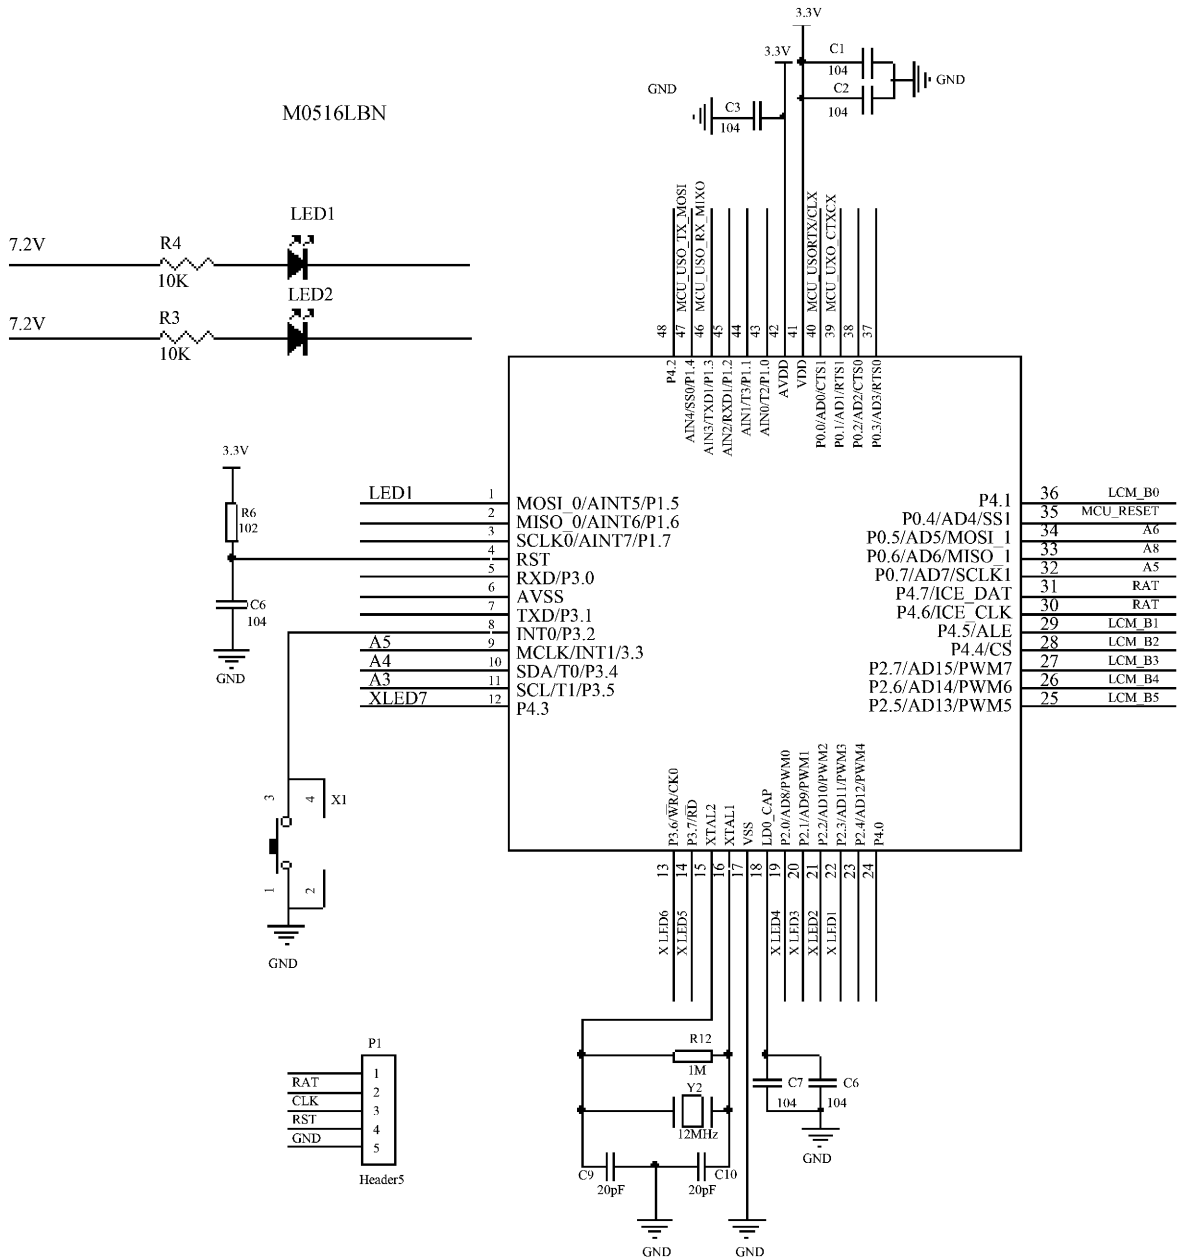 3.3V
3.3V
C1
104
C2
104
GND
GND
C3
104
M0516LBN
LED1
7.2V
R4
10K
LED2
7.2V
R3
10K
MCU_USO_TX_MOSI
MCU_USO_RX_MIXO
MCU_USORTX/CLX
MCU_UXO_CTXCX
48
47
46
45
44
43
42
41
40
39
38
37
P4.2
AIN4/SS0/P1.4
AIN3/TXD1/P1.3
AIN2/RXD1/P1.2
AIN1/T3/P1.1
AIN0/T2/P1.0
AVDD
VDD
P0.0/AD0/CTS1
P0.1/AD1/RTS1
P0.2/AD2/CTS0
P0.3/AD3/RTS0
3.3V
R6
102
C6
104
GND
LED1 1 MOSI_0/AINT5/P1.5
2 MISO_0/AINT6/P1.6
3 SCLK0/AINT7/P1.7
4 RST
5 RXD/P3.0
6 AVSS
7 TXD/P3.1
8 INT0/P3.2
A5 9 MCLK/INT1/3.3
A4 10 SDA/T0/P3.4
A3 11 SCL/T1/P3.5
XLED7 12 P4.3
P4.1 36 LCM_B0
P0.4/AD4/SS1 35 MCU_RESET
P0.5/AD5/MOSI_1 34 A6
P0.6/AD6/MISO_1 33 A8
P0.7/AD7/SCLK1 32 A5
P4.7/ICE_DAT 31 RAT
P4.6/ICE_CLK 30 RAT
P4.5/ALE 29 LCM_B1
P4.4/CS 28 LCM_B2
P2.7/AD15/PWM7 27 LCM_B3
P2.6/AD14/PWM6 26 LCM_B4
P2.5/AD13/PWM5 25 LCM_B5
3
4
X1
1
2
GND
P3.6/WR/CK0
P3.7/RD
XTAL2
XTAL1
VSS
LD0_CAP
P2.0/AD8/PWM0
P2.1/AD9/PWM1
P2.2/AD10/PWM2
P2.3/AD11/PWM3
P2.4/AD12/PWM4
P4.0
13
14
15
16
17
18
19
20
21
22
23
24
X LED6
X LED5
X LED4
X LED3
X LED2
X LED1
R12
1M
Y2
12MHz
C9
20pF
C10
20pF
GND
GND
C7
104
C6
104
GND
P1
1
RAT 2
CLK 3
RST 4
GND 5
Header5